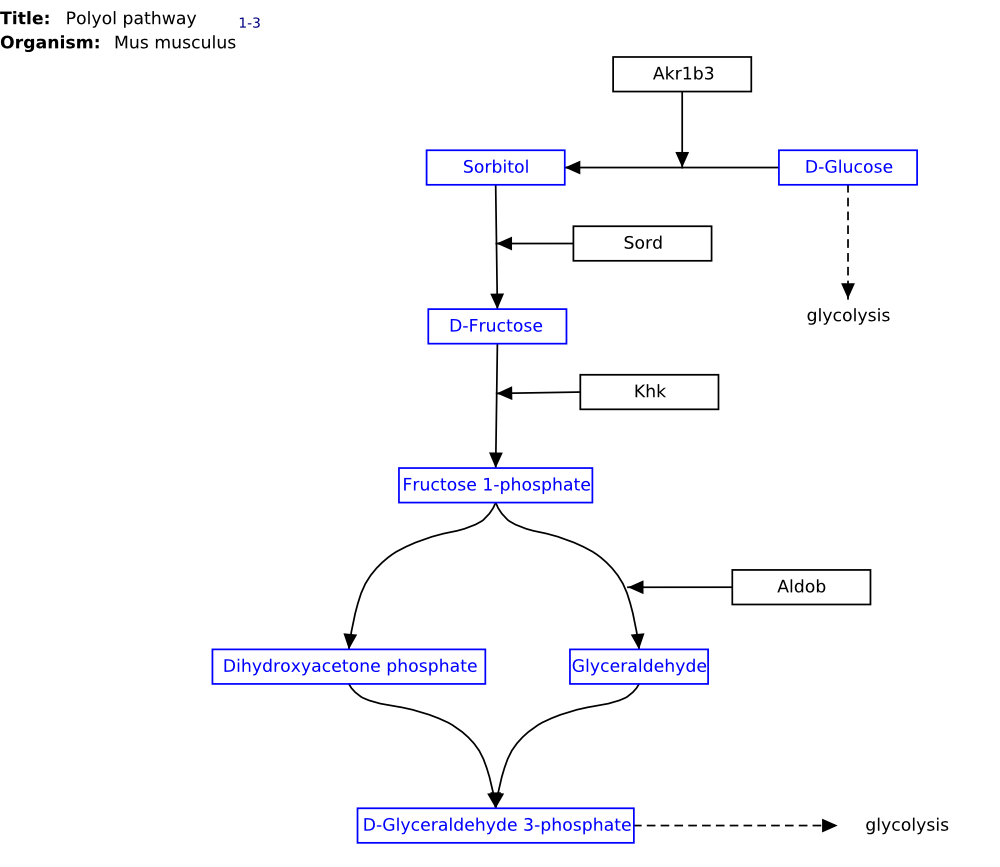 Title: Polyol pathway 1-3
Organism: Mus musculus
Akr1b3
Sorbitol
D-Glucose
Sord
glycolysis
D-Fructose
Khk
Fructose 1-phosphate
Aldob
Dihydroxyacetone phosphate
Glyceraldehyde
D-Glyceraldehyde 3-phosphate
glycolysis